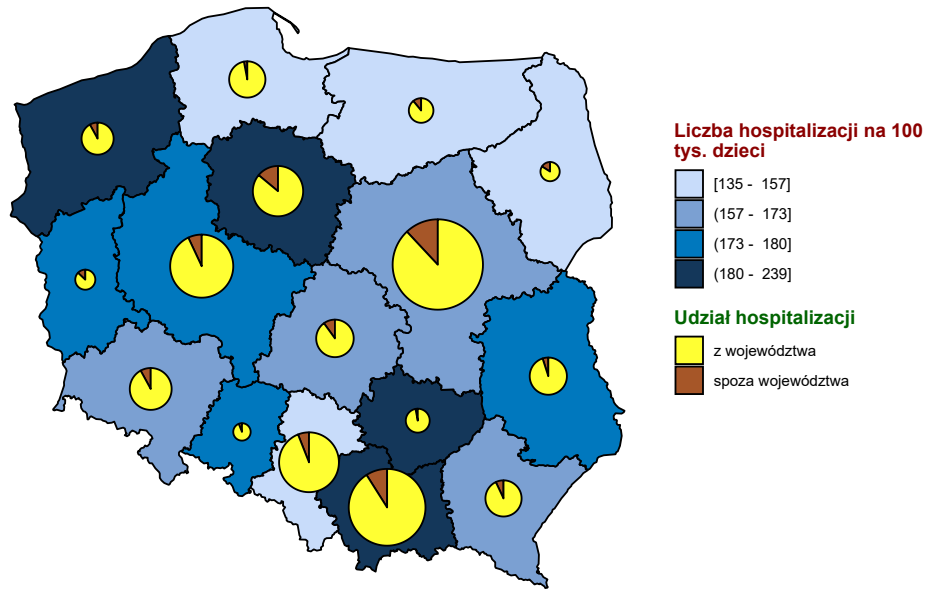 Liczba hospitalizacji na 100
tys. dzieci
[135 - 157]
(157 - 173]
(173 - 180]
(180 - 239]
Udział hospitalizacji
z województwa
spoza województwa